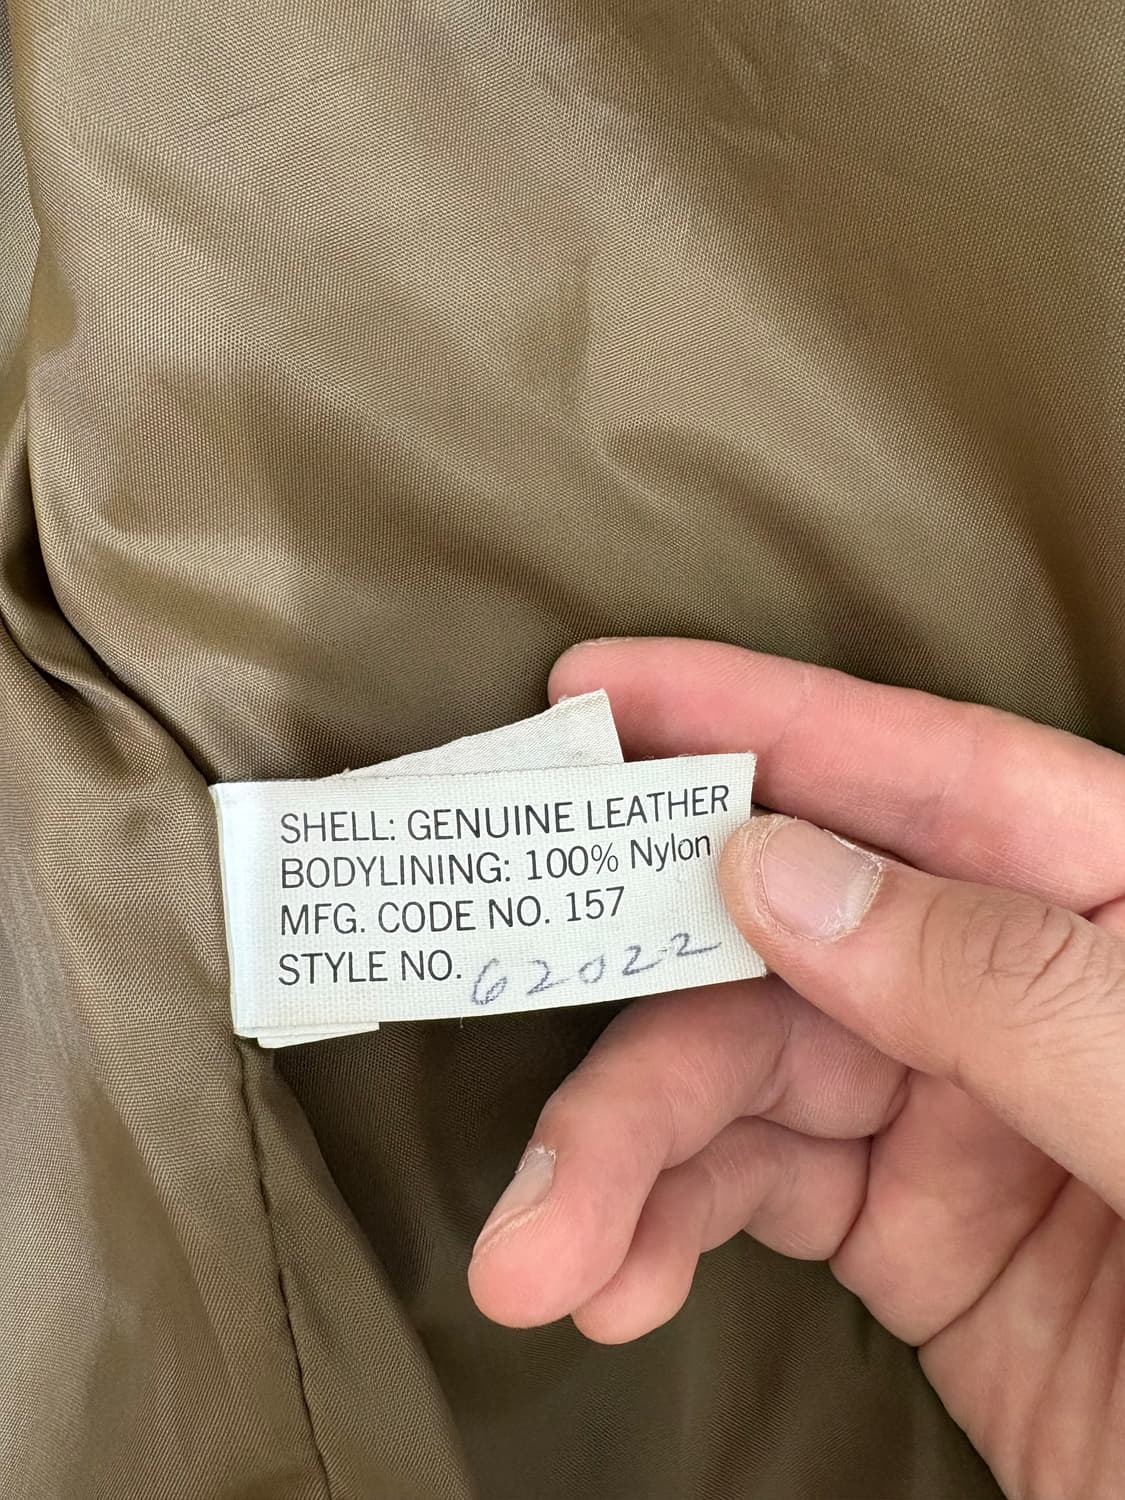 SHELL: GENUINE LEATHER
BODYLINING: 100% Nylon
MFG. CODE NO. 157
STYLE NO. 62022